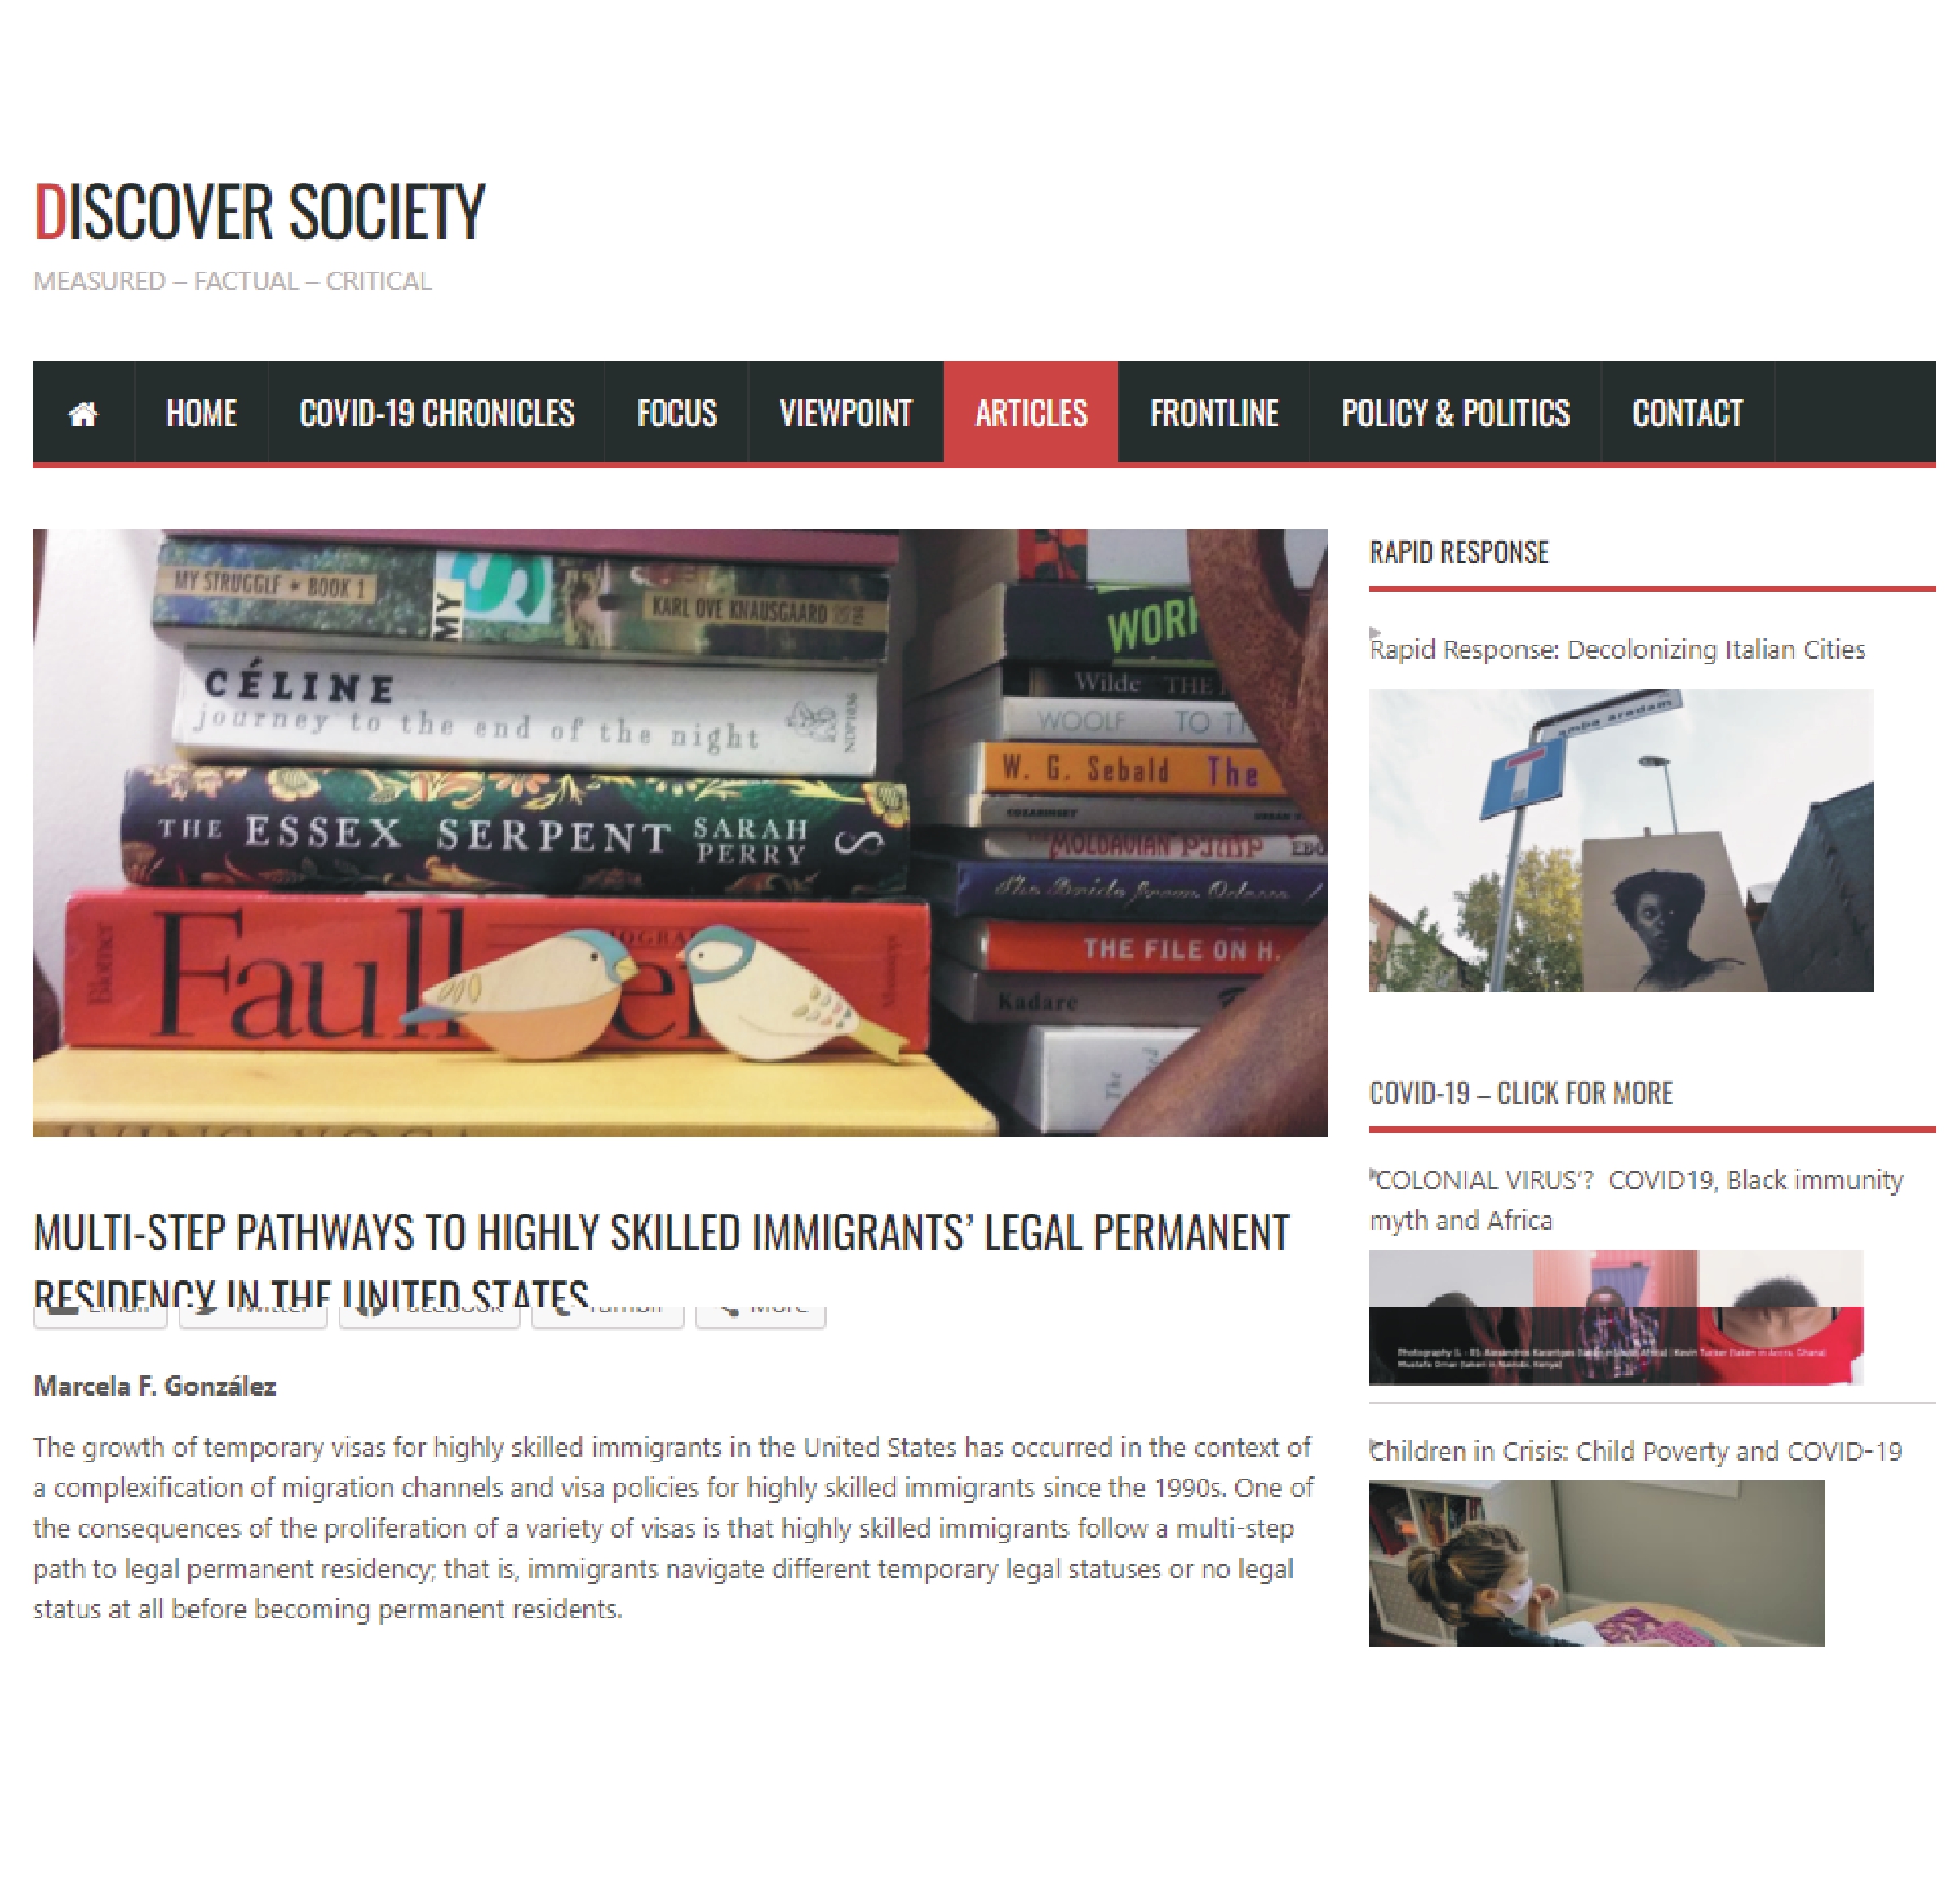 DISCOVER SOCIETY
MEASURED – FACTUAL – CRITICAL
HOME
COVID-19 CHRONICLES
FOCUS
VIEWPOINT
ARTICLES
FRONTLINE
POLICY & POLITICS
CONTACT
MY STRUGGLE * BOOK 1
MY
KARL OVE KNAUSGAARD
CÉLINE
journey to the end of the night
NDP1036
THE ESSEX SERPENT SARAH
PERRY
Blotner
Faul
WORK
Wilde THE
WOOLF TO T
W. G. Sebald The
COZARINSKY
MOLDAVIAN PIMP
The Bride from Odessa
THE FILE ON H.
Kadare
The
MULTI-STEP PATHWAYS TO HIGHLY SKILLED IMMIGRANTS’ LEGAL PERMANENT
RESIDENCY IN THE UNITED STATES
Email
Twitter
Facebook
Tumblr
More
Marcela F. González
The growth of temporary visas for highly skilled immigrants in the United States has occurred in the context of
a complexification of migration channels and visa policies for highly skilled immigrants since the 1990s. One of
the consequences of the proliferation of a variety of visas is that highly skilled immigrants follow a multi-step
path to legal permanent residency; that is, immigrants navigate different temporary legal statuses or no legal
status at all before becoming permanent residents.
RAPID RESPONSE
Rapid Response: Decolonizing Italian Cities
amba aradam
COVID-19 – CLICK FOR MORE
‘COLONIAL VIRUS’? COVID19, Black immunity
myth and Africa
Children in Crisis: Child Poverty and COVID-19